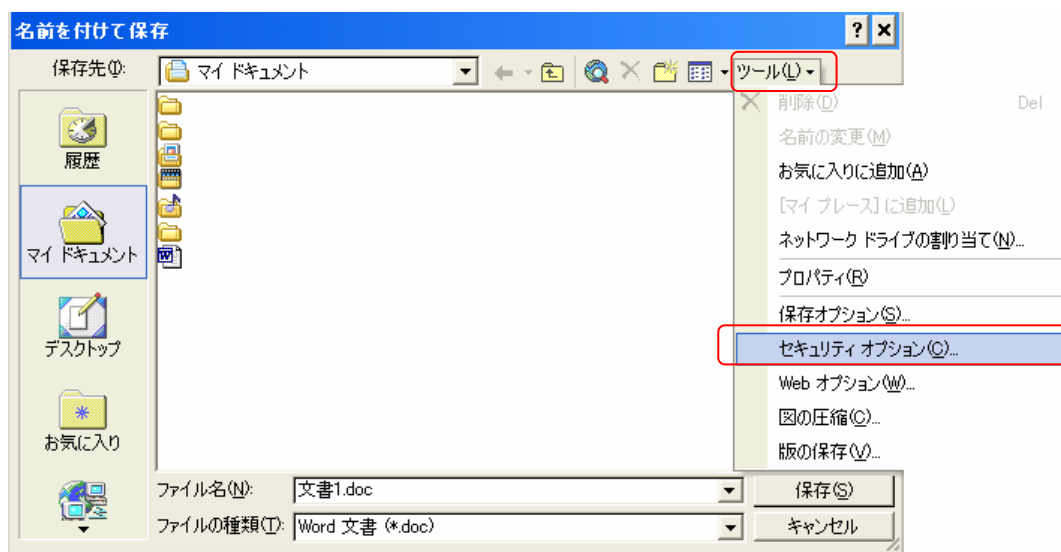 名前を付けて保存
保存先(I):
マイ ドキュメント
ツール(L)
削除(D) Del
名前の変更(M)
お気に入りに追加(A)
[マイ プレース] に追加(L)
ネットワーク ドライブの割り当て(N)...
プロパティ(R)
保存オプション(S)...
セキュリティ オプション(C)...
Web オプション(W)...
図の圧縮(C)...
版の保存(V)...
履歴
マイ ドキュメント
デスクトップ
お気に入り
ファイル名(N): 文書1.doc
保存(S)
ファイルの種類(T): Word 文書 (*.doc)
キャンセル